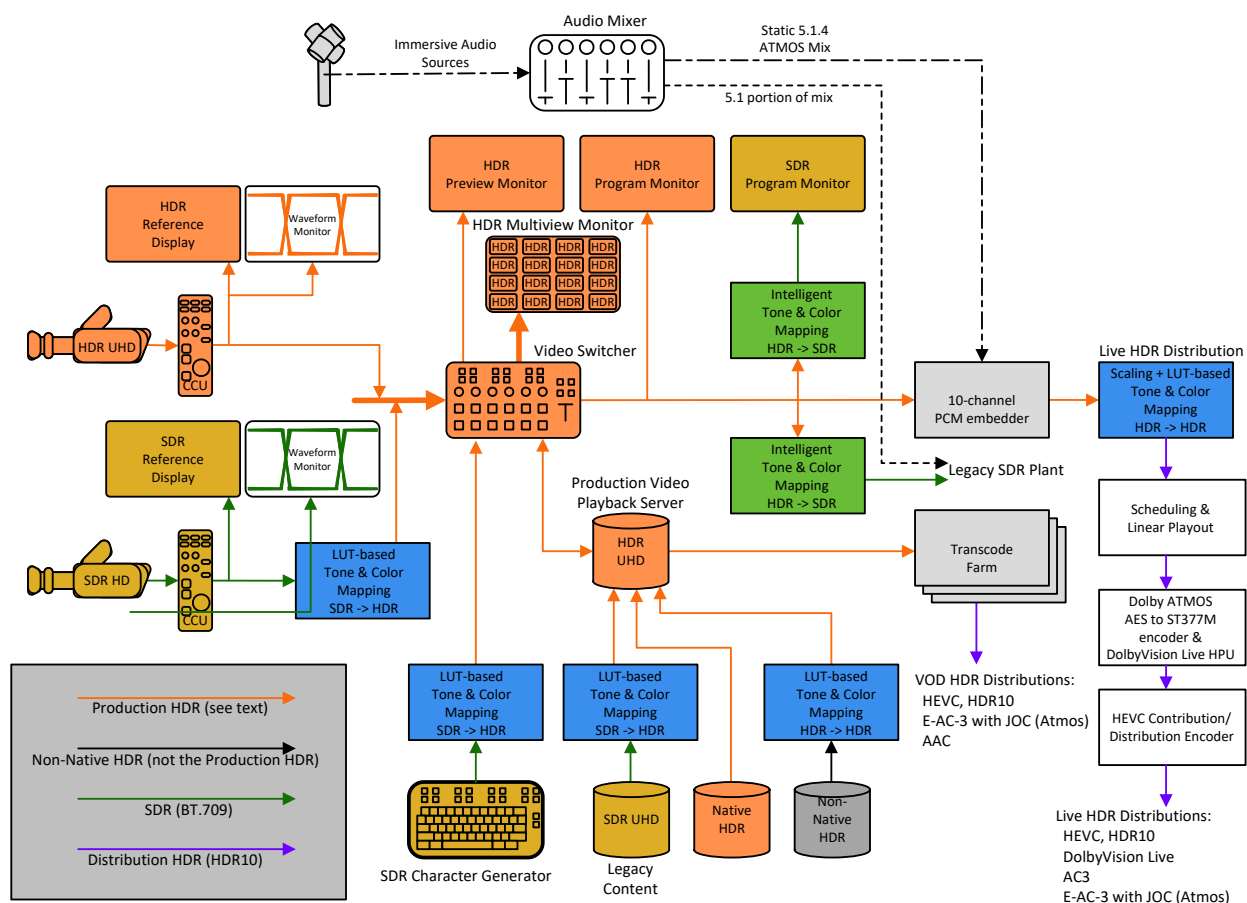 Audio Mixer
Immersive Audio
Sources
Static 5.1.4
ATMOS Mix
5.1 portion of mix
HDR
Preview Monitor
HDR
Program Monitor
SDR
Program Monitor
HDR
Reference
Display
Waveform
Monitor
HDR Multiview Monitor
HDR HDR HDR HDR
HDR HDR HDR HDR
HDR HDR HDR HDR
HDR HDR HDR HDR
HDR UHD
CCU
Video Switcher
Intelligent
Tone & Color
Mapping
HDR -> SDR
10-channel
PCM embedder
Live HDR Distribution
Scaling + LUT-based
Tone & Color
Mapping
HDR -> HDR
SDR
Reference
Display
Waveform
Monitor
Intelligent
Tone & Color
Mapping
HDR -> SDR
Legacy SDR Plant
Scheduling &
Linear Playout
SDR HD
CCU
LUT-based
Tone & Color
Mapping
SDR -> HDR
Production Video
Playback Server
HDR
UHD
Transcode
Farm
Dolby ATMOS
AES to ST377M
encoder &
DolbyVision Live HPU
Production HDR (see text)
Non-Native HDR (not the Production HDR)
SDR (BT.709)
Distribution HDR (HDR10)
LUT-based
Tone & Color
Mapping
SDR -> HDR
LUT-based
Tone & Color
Mapping
SDR -> HDR
LUT-based
Tone & Color
Mapping
HDR -> HDR
VOD HDR Distributions:
HEVC, HDR10
E-AC-3 with JOC (Atmos)
AAC
HEVC Contribution/
Distribution Encoder
SDR Character Generator
SDR UHD
Legacy
Content
Native
HDR
Non-
Native
HDR
Live HDR Distributions:
HEVC, HDR10
DolbyVision Live
AC3
E-AC-3 with JOC (Atmos)